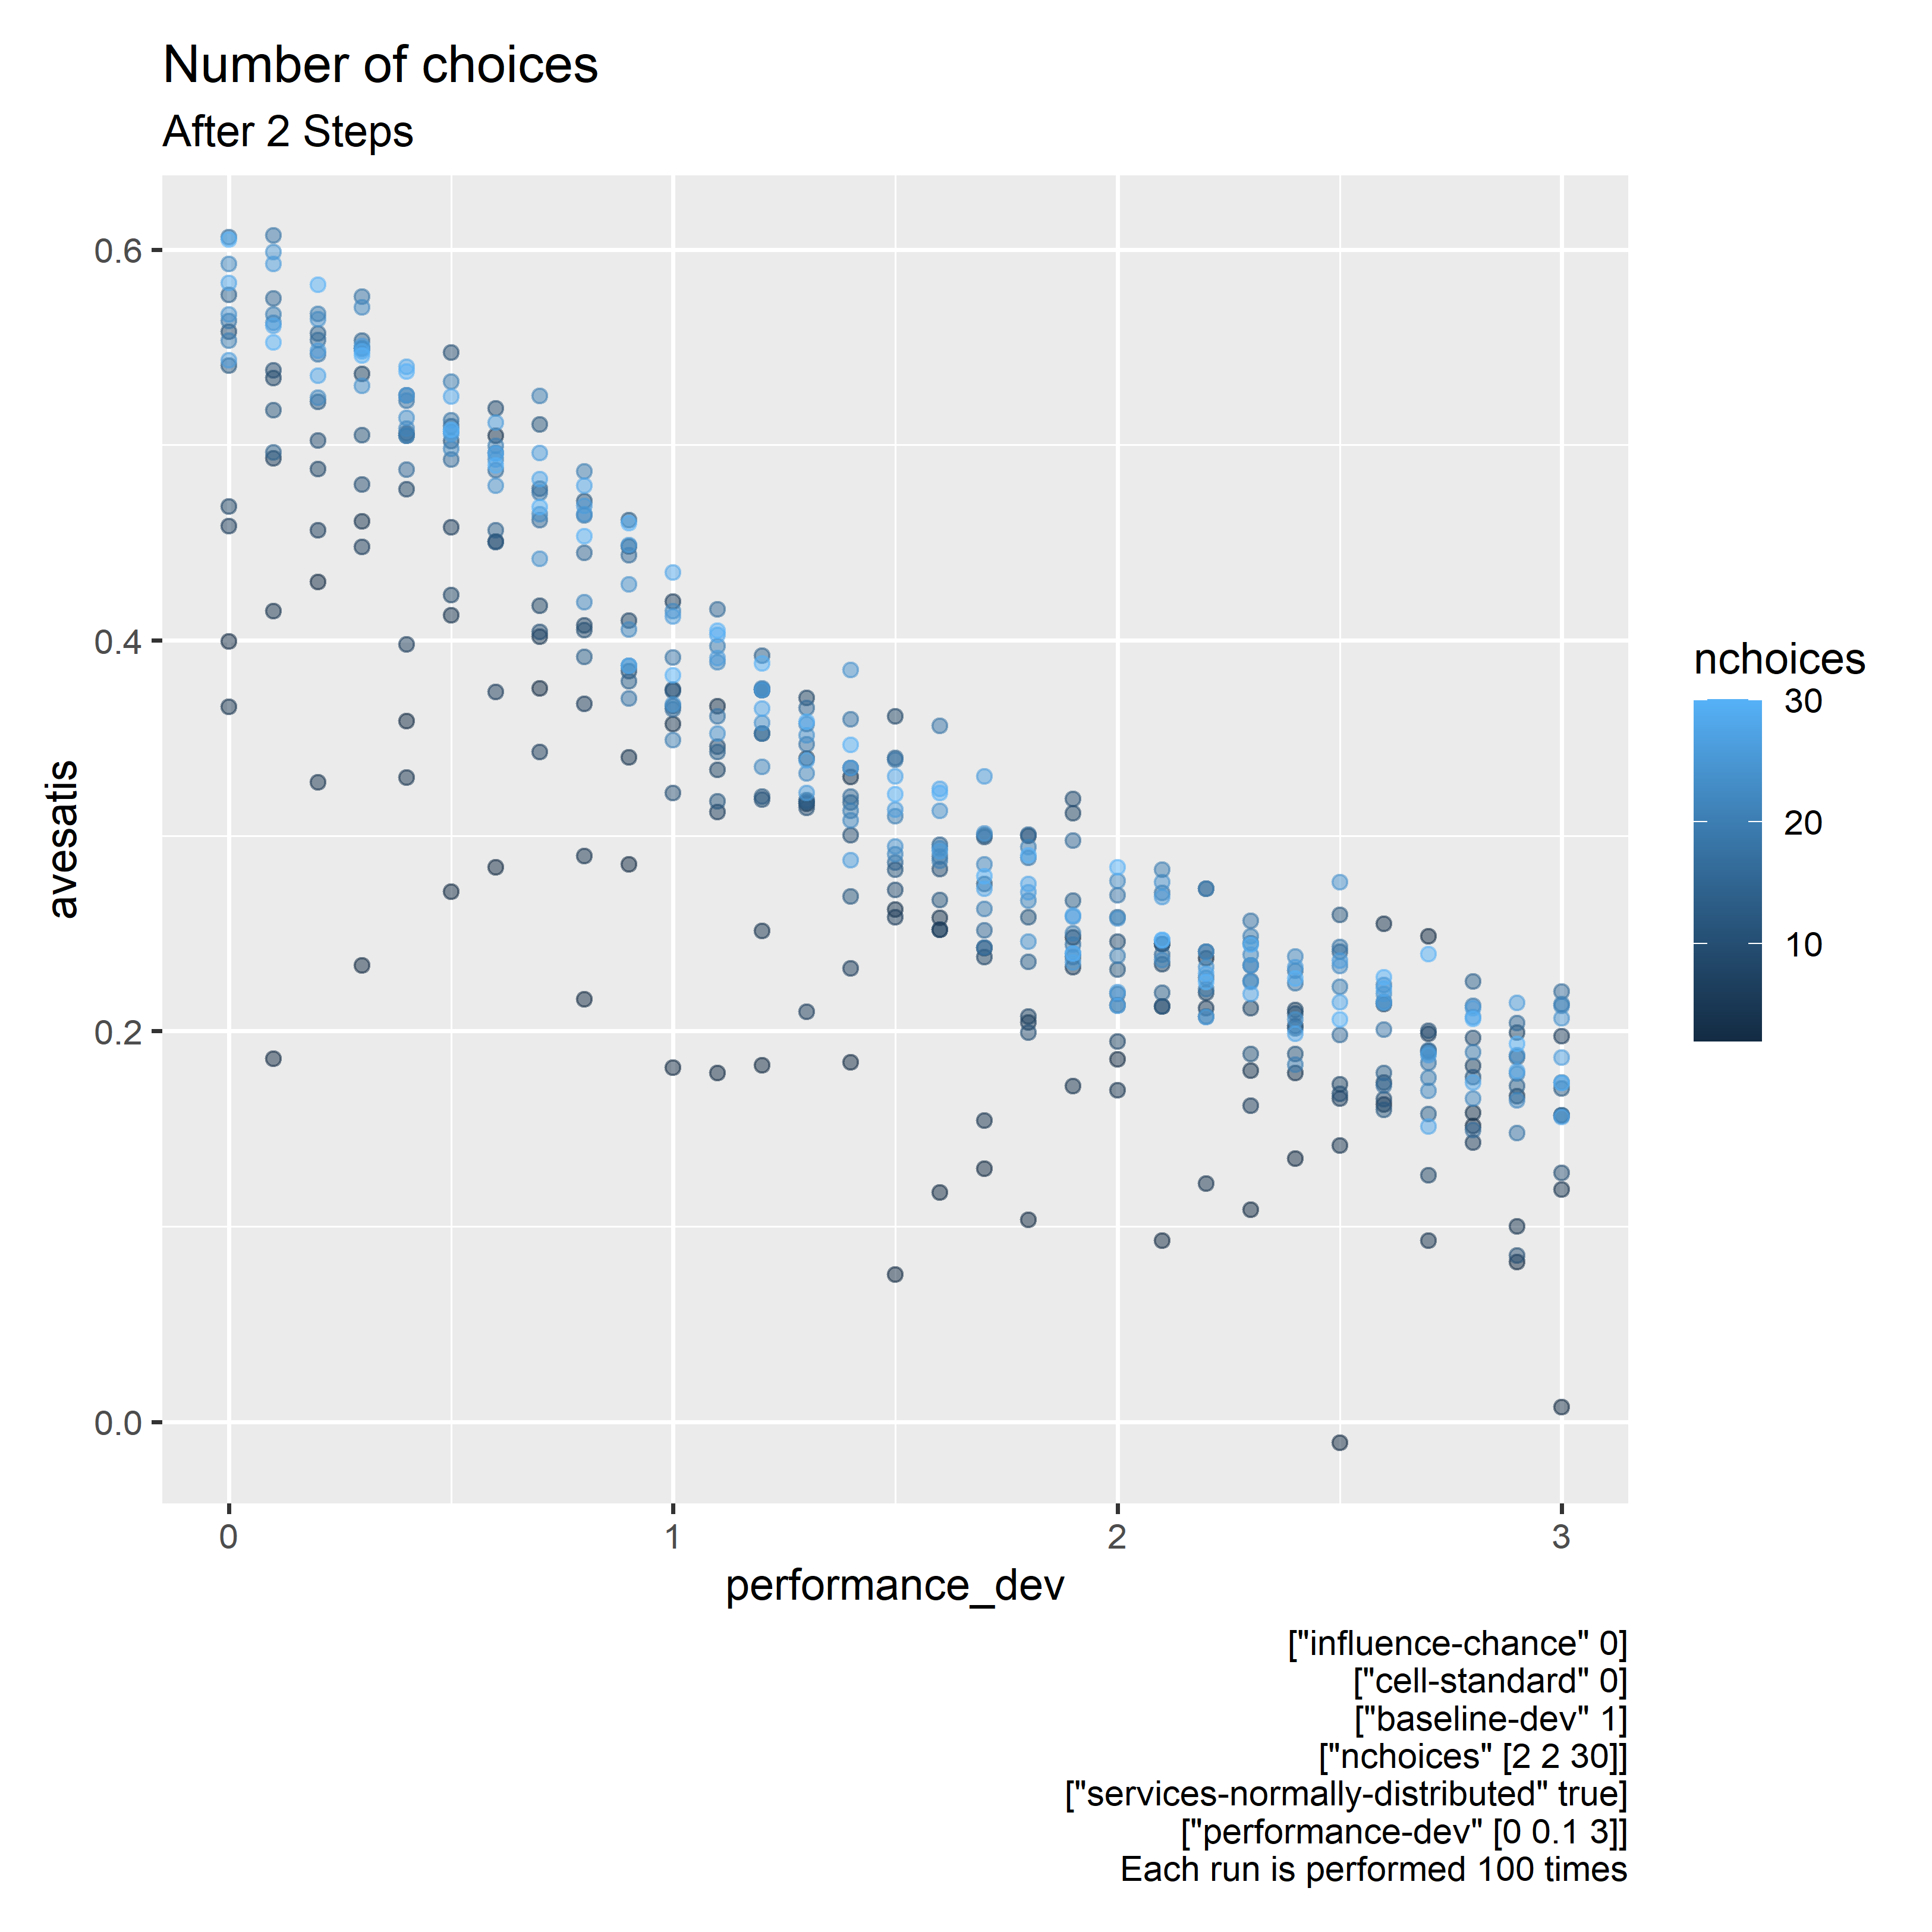 Number of choices
After 2 Steps
0.6
0.4
0.2
0.0
avesatis
0
1
2
3
performance_dev
nchoices
30
20
10
["influence-chance" 0]
["cell-standard" 0]
["baseline-dev" 1]
["nchoices" [2 2 30]]
["services-normally-distributed" true]
["performance-dev" [0 0.1 3]]
Each run is performed 100 times